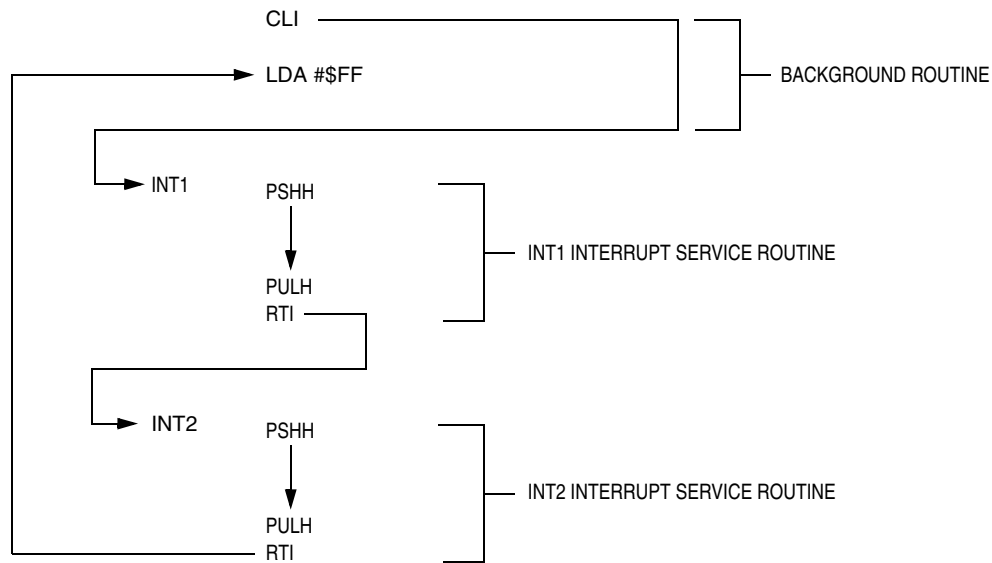 CLI
LDA #$FF
BACKGROUND ROUTINE
INT1
PSHH
INT1 INTERRUPT SERVICE ROUTINE
PULH
RTI
INT2
PSHH
INT2 INTERRUPT SERVICE ROUTINE
PULH
RTI